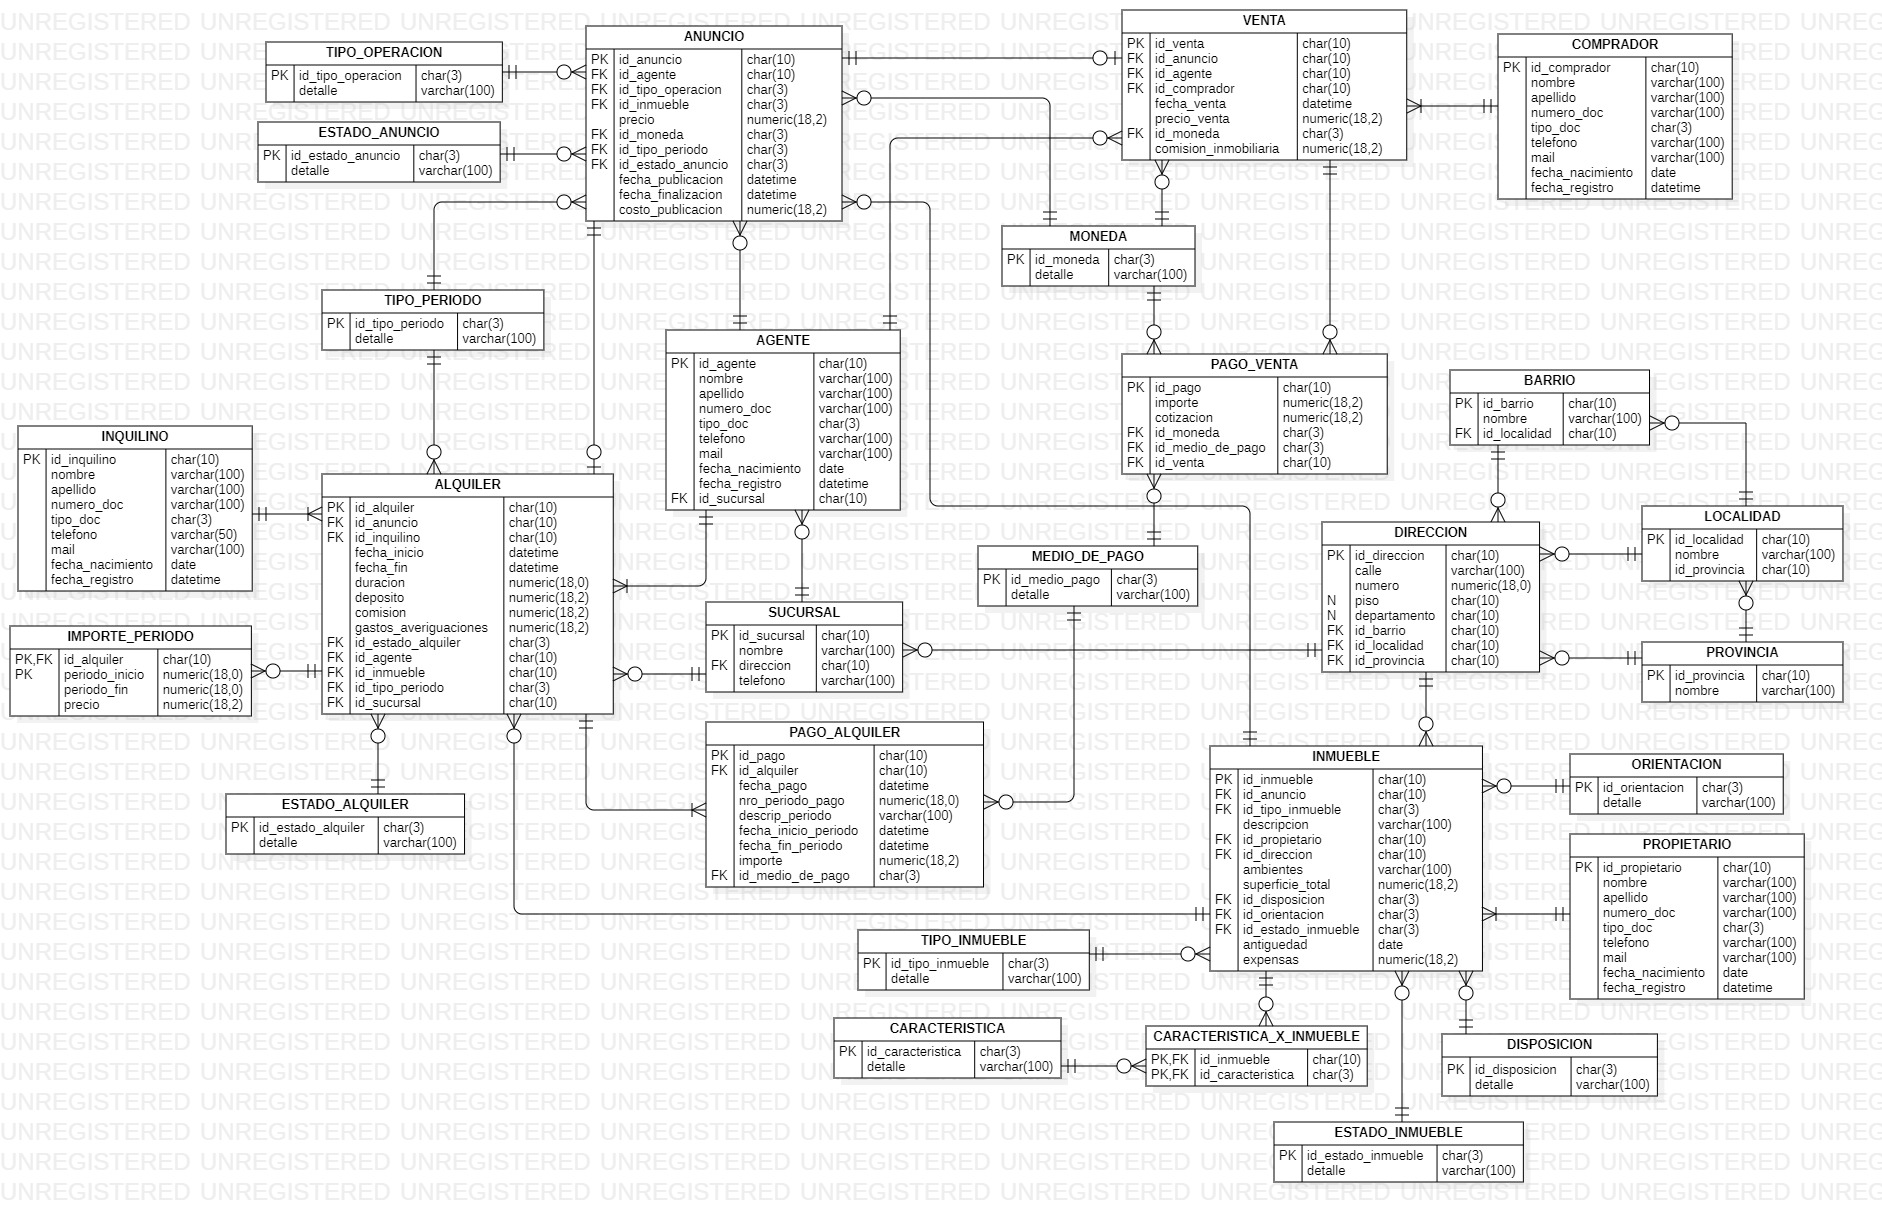 TIPO_OPERACION
PK id_tipo_operacion char(3)
detalle varchar(100)
ESTADO_ANUNCIO
PK id_estado_anuncio char(3)
detalle varchar(100)
ANUNCIO
PK id_anuncio char(10)
FK id_agente char(10)
FK id_tipo_operacion char(3)
FK id_inmueble char(3)
precio numeric(18,2)
FK id_moneda char(3)
FK id_tipo_periodo char(3)
FK id_estado_anuncio char(3)
fecha_publicacion datetime
fecha_finalizacion datetime
costo_publicacion numeric(18,2)
VENTA
PK id_venta char(10)
FK id_anuncio char(10)
FK id_agente char(10)
FK id_comprador char(10)
fecha_venta datetime
precio_venta numeric(18,2)
FK id_moneda char(3)
comision_inmobiliaria numeric(18,2)
COMPRADOR
PK id_comprador char(10)
nombre varchar(100)
apellido varchar(100)
numero_doc varchar(100)
tipo_doc char(3)
telefono varchar(100)
mail varchar(100)
fecha_nacimiento date
fecha_registro datetime
MONEDA
PK id_moneda char(3)
detalle varchar(100)
TIPO_PERIODO
PK id_tipo_periodo char(3)
detalle varchar(100)
AGENTE
PK id_agente char(10)
nombre varchar(100)
apellido varchar(100)
numero_doc varchar(100)
tipo_doc char(3)
telefono varchar(100)
mail varchar(100)
fecha_nacimiento date
fecha_registro datetime
FK id_sucursal char(10)
PAGO_VENTA
PK id_pago char(10)
importe numeric(18,2)
cotizacion numeric(18,2)
FK id_moneda char(3)
FK id_medio_de_pago char(3)
FK id_venta char(10)
BARRIO
PK id_barrio char(10)
nombre varchar(100)
FK id_localidad char(10)
INQUILINO
PK id_inquilino char(10)
nombre varchar(100)
apellido varchar(100)
numero_doc varchar(100)
tipo_doc char(3)
telefono varchar(50)
mail varchar(100)
fecha_nacimiento date
fecha_registro datetime
ALQUILER
PK id_alquiler char(10)
FK id_anuncio char(10)
FK id_inquilino char(10)
fecha_inicio datetime
fecha_fin datetime
duracion numeric(18,0)
deposito numeric(18,2)
comision numeric(18,2)
gastos_averiguaciones numeric(18,2)
FK id_estado_alquiler char(3)
FK id_agente char(10)
FK id_inmueble char(10)
FK id_tipo_periodo char(3)
FK id_sucursal char(10)
LOCALIDAD
PK id_localidad char(10)
nombre varchar(100)
id_provincia char(10)
DIRECCION
PK id_direccion char(10)
calle varchar(100)
numero numeric(18,0)
N piso char(10)
N departamento char(10)
FK id_barrio char(10)
FK id_localidad char(10)
FK id_provincia char(10)
MEDIO_DE_PAGO
PK id_medio_pago char(3)
detalle varchar(100)
SUCURSAL
PK id_sucursal char(10)
nombre varchar(100)
FK direccion char(10)
telefono varchar(100)
IMPORTE_PERIODO
PK,FK id_alquiler char(10)
PK periodo_inicio numeric(18,0)
periodo_fin numeric(18,0)
precio numeric(18,2)
PROVINCIA
PK id_provincia char(10)
nombre varchar(100)
PAGO_ALQUILER
PK id_pago char(10)
FK id_alquiler char(10)
fecha_pago datetime
nro_periodo_pago numeric(18,0)
descrip_periodo varchar(100)
fecha_inicio_periodo datetime
fecha_fin_periodo datetime
importe numeric(18,2)
FK id_medio_de_pago char(3)
INMUEBLE
PK id_inmueble char(10)
FK id_anuncio char(10)
FK id_tipo_inmueble char(3)
descripcion varchar(100)
FK id_propietario char(10)
FK id_direccion char(10)
ambientes varchar(100)
superficie_total numeric(18,2)
FK id_disposicion char(3)
FK id_orientacion char(3)
FK id_estado_inmueble char(3)
antiguedad date
expensas numeric(18,2)
ORIENTACION
PK id_orientacion char(3)
detalle varchar(100)
ESTADO_ALQUILER
PK id_estado_alquiler char(3)
detalle varchar(100)
PROPIETARIO
PK id_propietario char(10)
nombre varchar(100)
apellido varchar(100)
numero_doc varchar(100)
tipo_doc char(3)
telefono varchar(100)
mail varchar(100)
fecha_nacimiento date
fecha_registro datetime
TIPO_INMUEBLE
PK id_tipo_inmueble char(3)
detalle varchar(100)
CARACTERISTICA
PK id_caracteristica char(3)
detalle varchar(100)
CARACTERISTICA_X_INMUEBLE
PK,FK id_inmueble char(10)
PK,FK id_caracteristica char(3)
DISPOSICION
PK id_disposicion char(3)
detalle varchar(100)
ESTADO_INMUEBLE
PK id_estado_inmueble char(3)
detalle varchar(100)
UNREGISTERED